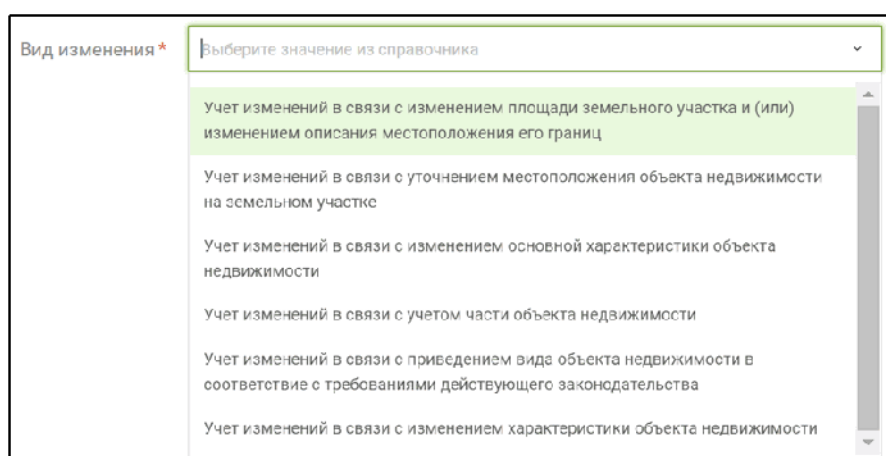 Вид изменения *
Выберите значение из справочника
Учет изменений в связи с изменением площади земельного участка и (или)
изменением описания местоположения его границ
Учет изменений в связи с уточнением местоположения объекта недвижимости
на земельном участке
Учет изменений в связи с изменением основной характеристики объекта
недвижимости
Учет изменений в связи с учетом части объекта недвижимости
Учет изменений в связи с приведением вида объекта недвижимости в
соответствие с требованиями действующего законодательства
Учет изменений в связи с изменением характеристики объекта недвижимости